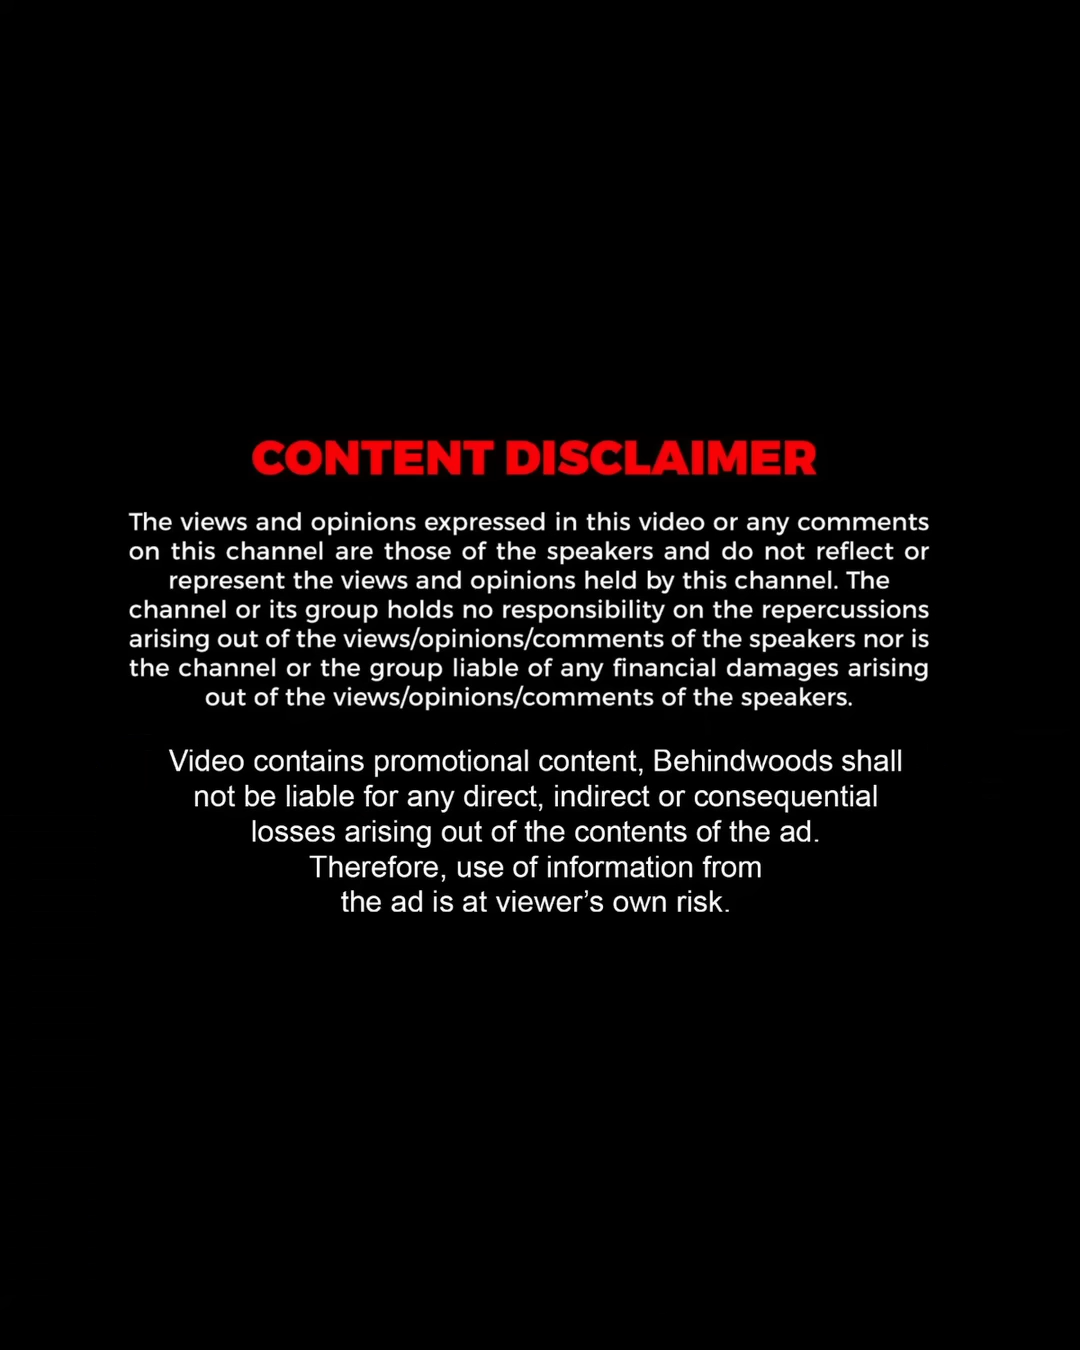 CONTENT DISCLAIMER
The views and opinions expressed in this video or any comments
on this channel are those of the speakers and do not reflect or
represent the views and opinions held by this channel. The
channel or its group holds no responsibility on the repercussions
arising out of the views/opinions/comments of the speakers nor is
the channel or the group liable of any financial damages arising
out of the views/opinions/comments of the speakers.
Video contains promotional content, Behindwoods shall
not be liable for any direct, indirect or consequential
losses arising out of the contents of the ad.
Therefore, use of information from
the ad is at viewer’s own risk.